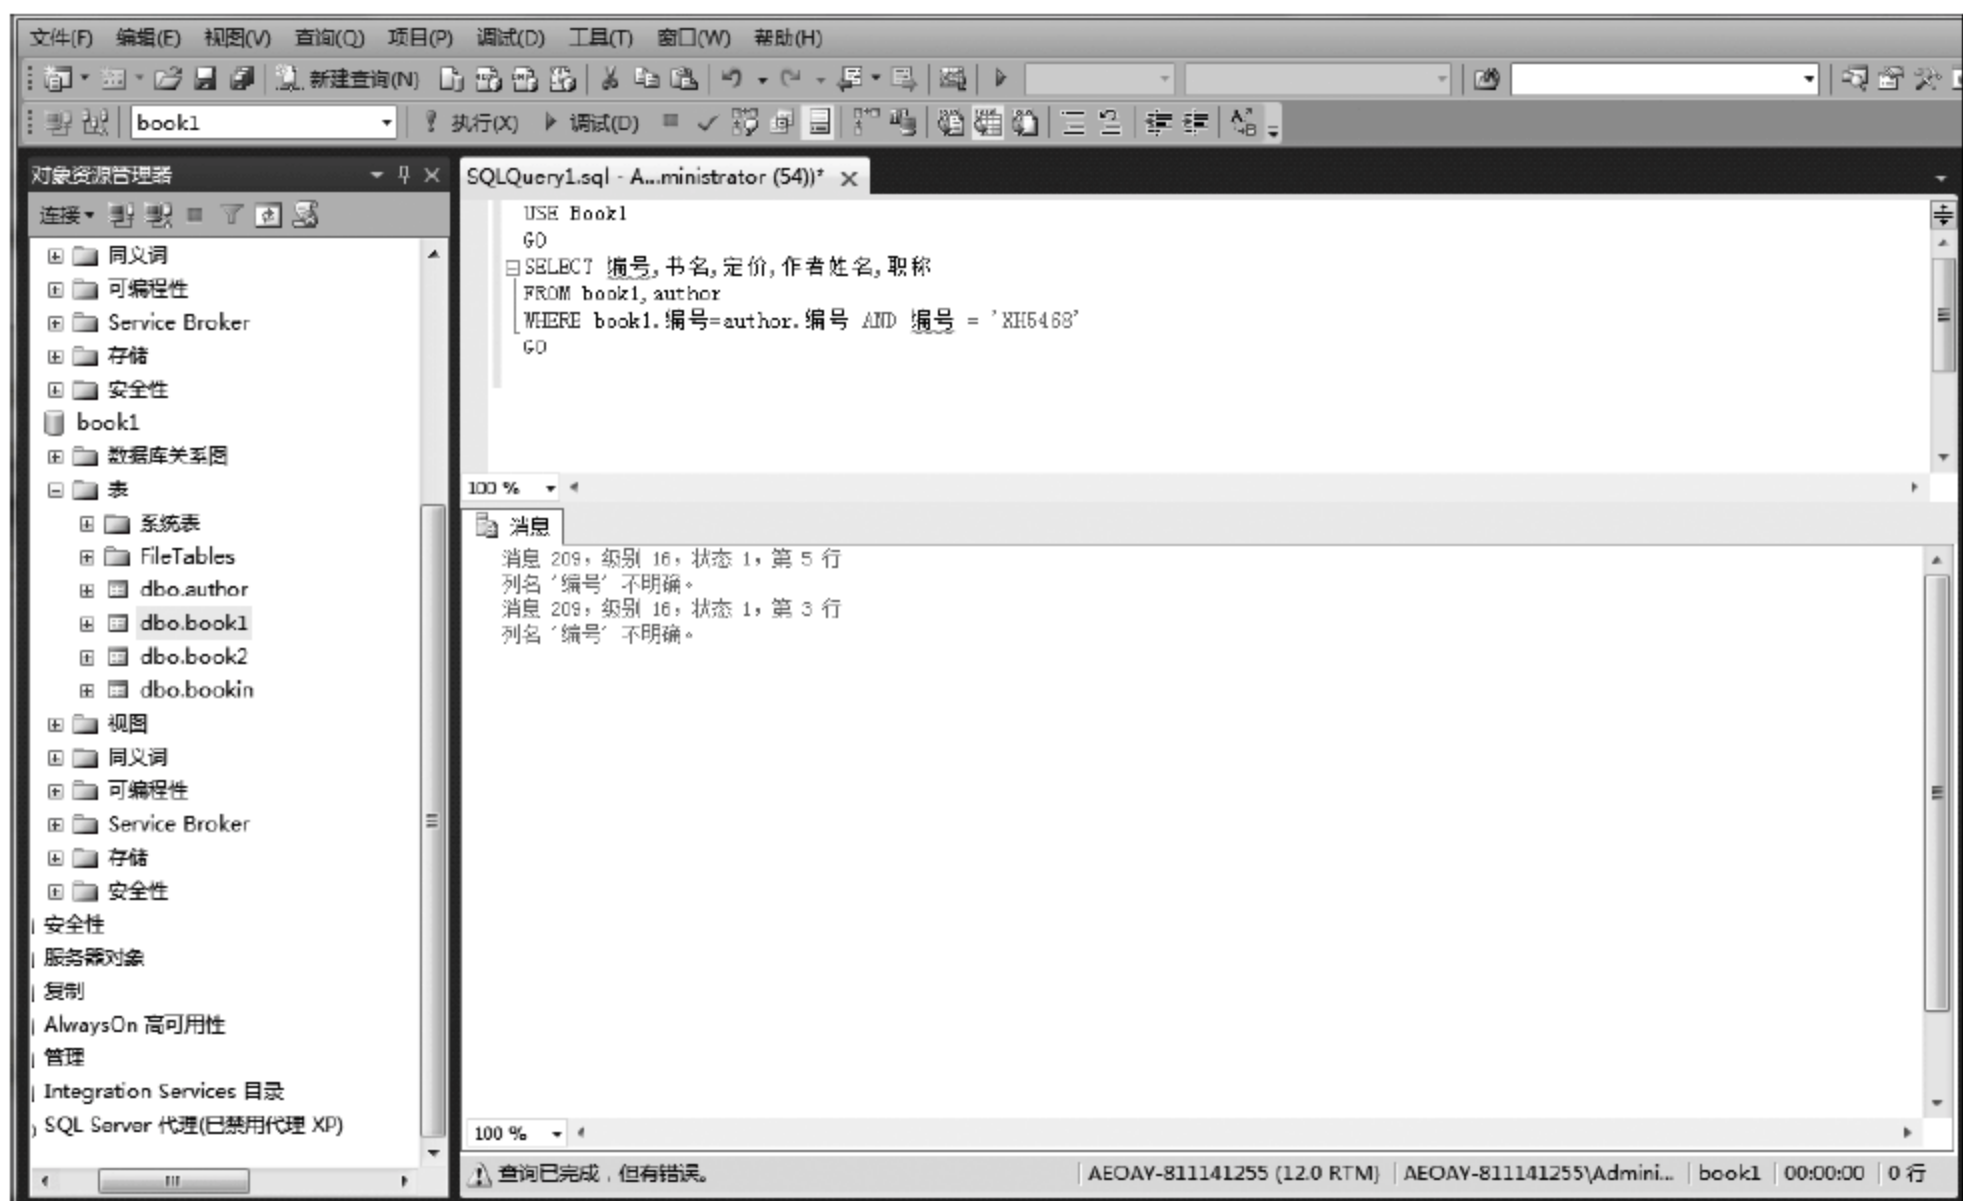 文件(F) 编辑(E) 视图(V) 查询(Q) 项目(P) 调试(D) 工具(T) 窗口(W) 帮助(H)
新建查询(N)
book1 执行(X) 调试(D)
对象资源管理器
连接
同义词
可编程性
Service Broker
存储
安全性
book1
数据库关系图
表
系统表
FileTables
dbo.author
dbo.book1
dbo.book2
dbo.bookin
视图
同义词
可编程性
Service Broker
存储
安全性
安全性
服务器对象
复制
AlwaysOn 高可用性
管理
Integration Services 目录
SQL Server 代理(已禁用代理 XP)
SQLQuery1.sql - A...ministrator (54))*
USE Book1
GO
SELECT 编号,书名,定价,作者姓名,职称
FROM book1,author
WHERE book1.编号=author.编号 AND 编号 = 'XH5468'
GO
100 %
消息
消息 209，级别 16，状态 1，第 5 行
列名 '编号' 不明确。
消息 209，级别 16，状态 1，第 3 行
列名 '编号' 不明确。
100 %
查询已完成，但有错误。 AEOAY-811141255 (12.0 RTM) AEOAY-811141255\Admini... book1 00:00:00 0 行